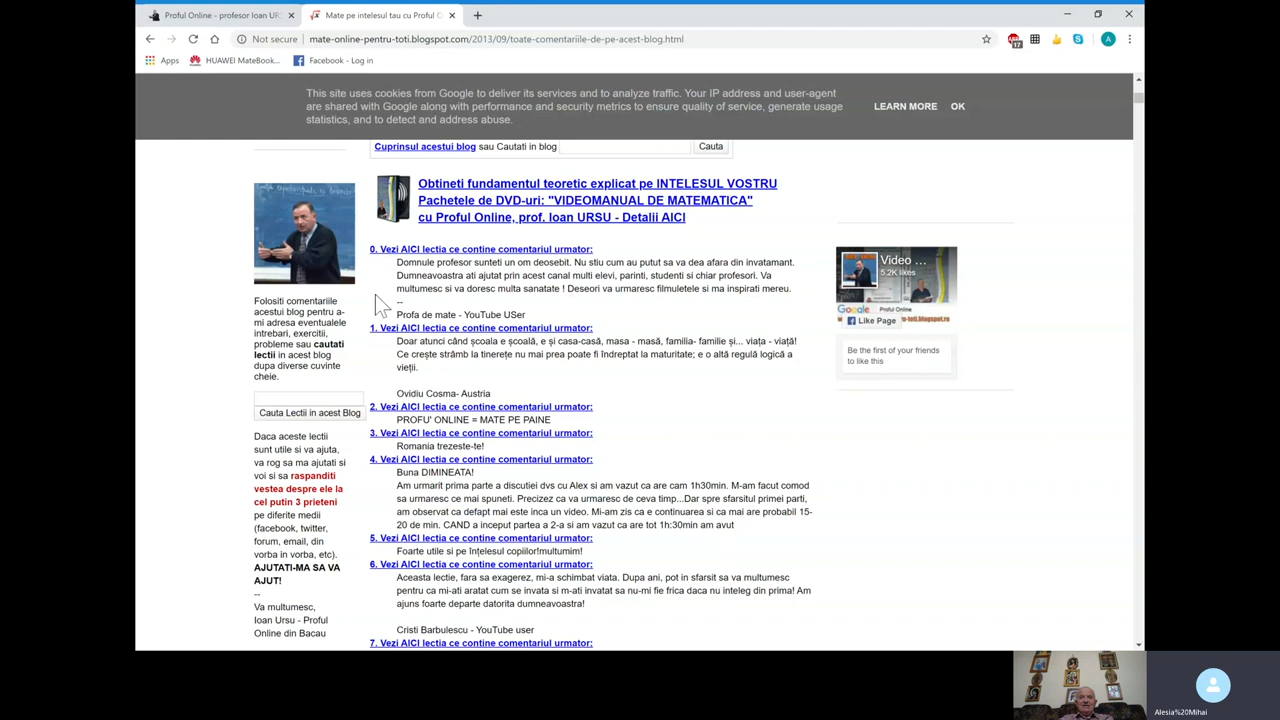 Proful Online - profesor Ioan UR
Mate pe intelesul tau cu Proful O
Not secure
mate-online-pentru-toti.blogspot.com/2013/09/toate-comentariile-de-pe-acest-blog.html
17
A
Apps
HUAWEI MateBook...
Facebook - Log in
This site uses cookies from Google to deliver its services and to analyze traffic. Your IP address and user-agent
are shared with Google along with performance and security metrics to ensure quality of service, generate usage
statistics, and to detect and address abuse.
LEARN MORE
OK
Cuprinsul acestui blog sau Cautati in blog
Cauta
Obtineti fundamentul teoretic explicat pe INTELESUL VOSTRU
Pachetele de DVD-uri: "VIDEOMANUAL DE MATEMATICA"
cu Proful Online, prof. Ioan URSU - Detalii AICI
Folositi comentariile
acestui blog pentru a-
mi adresa eventualele
intrebari, exercitii,
probleme sau cautati
lectii in acest blog
dupa diverse cuvinte
cheie.
Cauta Lectii in acest Blog
Daca aceste lectii
sunt utile si va ajuta,
va rog sa ma ajutati si
voi si sa raspanditi
vestea despre ele la
cel putin 3 prieteni
pe diferite medii
(facebook, twitter,
forum, email, din
vorba in vorba, etc).
AJUTATI-MA SA VA
AJUT!
--
Va multumesc,
Ioan Ursu - Proful
Online din Bacau
0. Vezi AICI lectia ce contine comentariul urmator:
Domnule profesor sunteti un om deosebit. Nu stiu cum au putut sa va dea afara din invatamant.
Dumneavoastra ati ajutat prin acest canal multi elevi, parinti, studenti si chiar profesori. Va
multumesc si va doresc multa sanatate ! Deseori va urmaresc filmuletele si ma inspirati mereu.
--
Profa de mate - YouTube USer
1. Vezi AICI lectia ce contine comentariul urmator:
Doar atunci când școala e școală, e și casa-casă, masa - masă, familia- familie și... viața - viață!
Ce crește strâmb la tinerețe nu mai prea poate fi îndreptat la maturitate; e o altă regulă logică a
vieții.
Ovidiu Cosma- Austria
2. Vezi AICI lectia ce contine comentariul urmator:
PROFU' ONLINE = MATE PE PAINE
3. Vezi AICI lectia ce contine comentariul urmator:
Romania trezeste-te!
4. Vezi AICI lectia ce contine comentariul urmator:
Buna DIMINEATA!
Am urmarit prima parte a discutiei dvs cu Alex si am vazut ca are cam 1h30min. M-am facut comod
sa urmaresc ce mai spuneti. Precizez ca va urmaresc de ceva timp...Dar spre sfarsitul primei parti,
am observat ca defapt mai este inca un video. Mi-am zis ca e continuarea si ca mai are probabil 15-
20 de min. CAND a inceput partea a 2-a si am vazut ca are tot 1h:30min am avut
5. Vezi AICI lectia ce contine comentariul urmator:
Foarte utile si pe înțelesul copiilor!multumim!
6. Vezi AICI lectia ce contine comentariul urmator:
Aceasta lectie, fara sa exagerez, mi-a schimbat viata. Dupa ani, pot in sfarsit sa va multumesc
pentru ca mi-ati aratat cum se invata si m-ati invatat sa nu-mi fie frica daca nu inteleg din prima! Am
ajuns foarte departe datorita dumneavoastra!
Cristi Barbulescu - YouTube user
7. Vezi AICI lectia ce contine comentariul urmator:
Video ...
5.2K likes
Google
Proful Online
Like Page
Be the first of your friends
to like this
Alesia%20Mihai